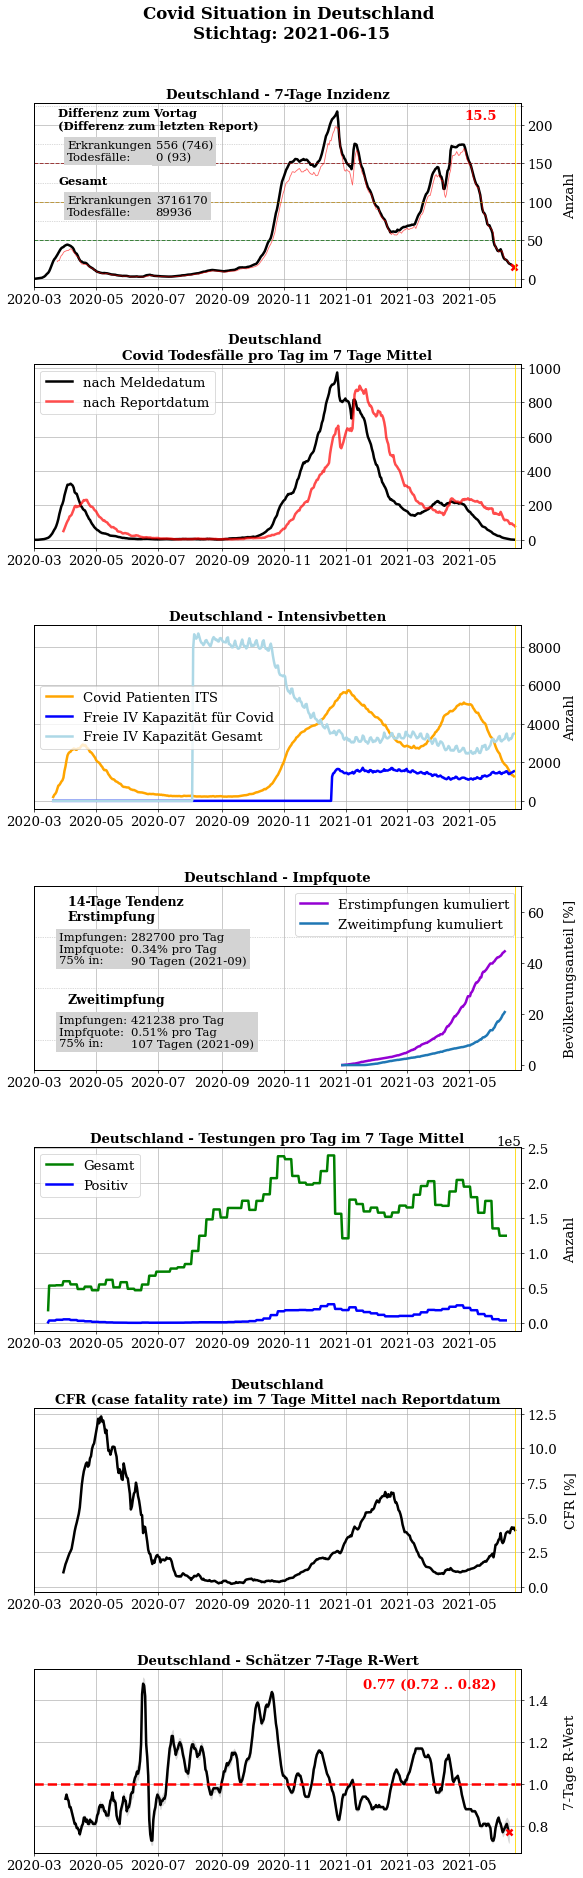 Covid Situation in Deutschland
Stichtag: 2021-06-15
Deutschland - 7-Tage Inzidenz
Differenz zum Vortag
(Differenz zum letzten Report)
Erkrankungen 556 (746)
Todesfälle: 0 (93)
Gesamt
Erkrankungen 3716170
Todesfälle: 89936
15.5
200
150
100
50
0
Anzahl
2020-03 2020-05 2020-07 2020-09 2020-11 2021-01 2021-03 2021-05
Deutschland
Covid Todesfälle pro Tag im 7 Tage Mittel
nach Meldedatum
nach Reportdatum
1000
800
600
400
200
0
2020-03 2020-05 2020-07 2020-09 2020-11 2021-01 2021-03 2021-05
Deutschland - Intensivbetten
Covid Patienten ITS
Freie IV Kapazität für Covid
Freie IV Kapazität Gesamt
8000
6000
4000
2000
0
Anzahl
2020-03 2020-05 2020-07 2020-09 2020-11 2021-01 2021-03 2021-05
Deutschland - Impfquote
14-Tage Tendenz
Erstimpfung
Impfungen: 282700 pro Tag
Impfquote: 0.34% pro Tag
75% in: 90 Tagen (2021-09)
Zweitimpfung
Impfungen: 421238 pro Tag
Impfquote: 0.51% pro Tag
75% in: 107 Tagen (2021-09)
Erstimpfungen kumuliert
Zweitimpfung kumuliert
60
40
20
0
Bevölkerungsanteil [%]
2020-03 2020-05 2020-07 2020-09 2020-11 2021-01 2021-03 2021-05
Deutschland - Testungen pro Tag im 7 Tage Mittel
1e5
Gesamt
Positiv
2.5
2.0
1.5
1.0
0.5
0.0
Anzahl
2020-03 2020-05 2020-07 2020-09 2020-11 2021-01 2021-03 2021-05
Deutschland
CFR (case fatality rate) im 7 Tage Mittel nach Reportdatum
12.5
10.0
7.5
5.0
2.5
0.0
CFR [%]
2020-03 2020-05 2020-07 2020-09 2020-11 2021-01 2021-03 2021-05
Deutschland - Schätzer 7-Tage R-Wert
0.77 (0.72 .. 0.82)
1.4
1.2
1.0
0.8
7-Tage R-Wert
2020-03 2020-05 2020-07 2020-09 2020-11 2021-01 2021-03 2021-05